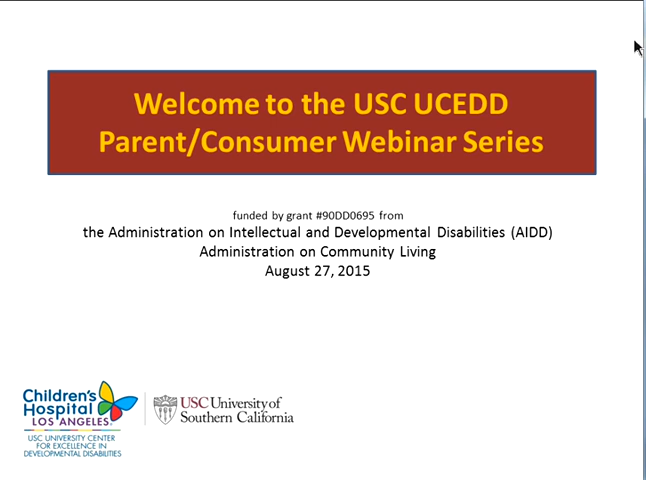 Welcome to the USC UCEDD
Parent/Consumer Webinar Series
funded by grant #90DD0695 from
the Administration on Intellectual and Developmental Disabilities (AIDD)
Administration on Community Living
August 27, 2015
Children's
Hospital
LOS ANGELES
USC UNIVERSITY CENTER
FOR EXCELLENCE IN
DEVELOPMENTAL DISABILITIES
USC University of
Southern California